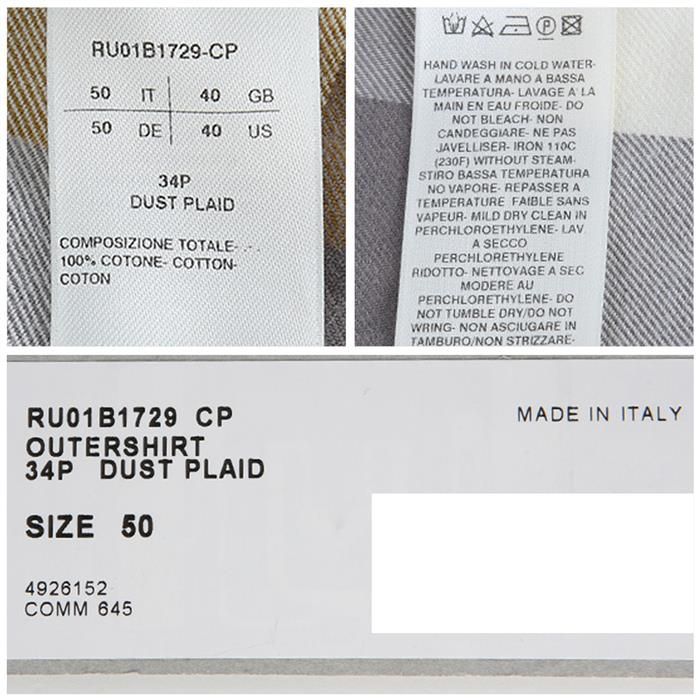 RU01B1729-CP
50 IT 40 GB
50 DE 40 US
34P
DUST PLAID
COMPOSIZIONE TOTALE-
100% COTONE- COTTON-
COTON
HAND WASH IN COLD WATER-
LAVARE A MANO A BASSA
TEMPERATURA- LAVAGE A LA
MAIN EN EAU FROIDE- DO
NOT BLEACH- NON
CANDEGGIARE- NE PAS
JAVELLISER- IRON 110C
(230F) WITHOUT STEAM-
STIRO BASSA TEMPERATURA
NO VAPORE- REPASSER A
TEMPERATURE FAIBLE SANS
VAPEUR- MILD DRY CLEAN IN
PERCHLOROETHYLENE- LAV.
A SECCO
PERCHLOROETHYLENE
RIDOTTO- NETTOYAGE A SEC
MODERE AU
PERCHLORETHYLENE- DO
NOT TUMBLE DRY/DO NOT
WRING- NON ASCIUGARE IN
TAMBURO/NON STRIZZARE-
RU01B1729 CP
OUTERSHIRT
34P DUST PLAID
MADE IN ITALY
SIZE 50
4926152
COMM 645